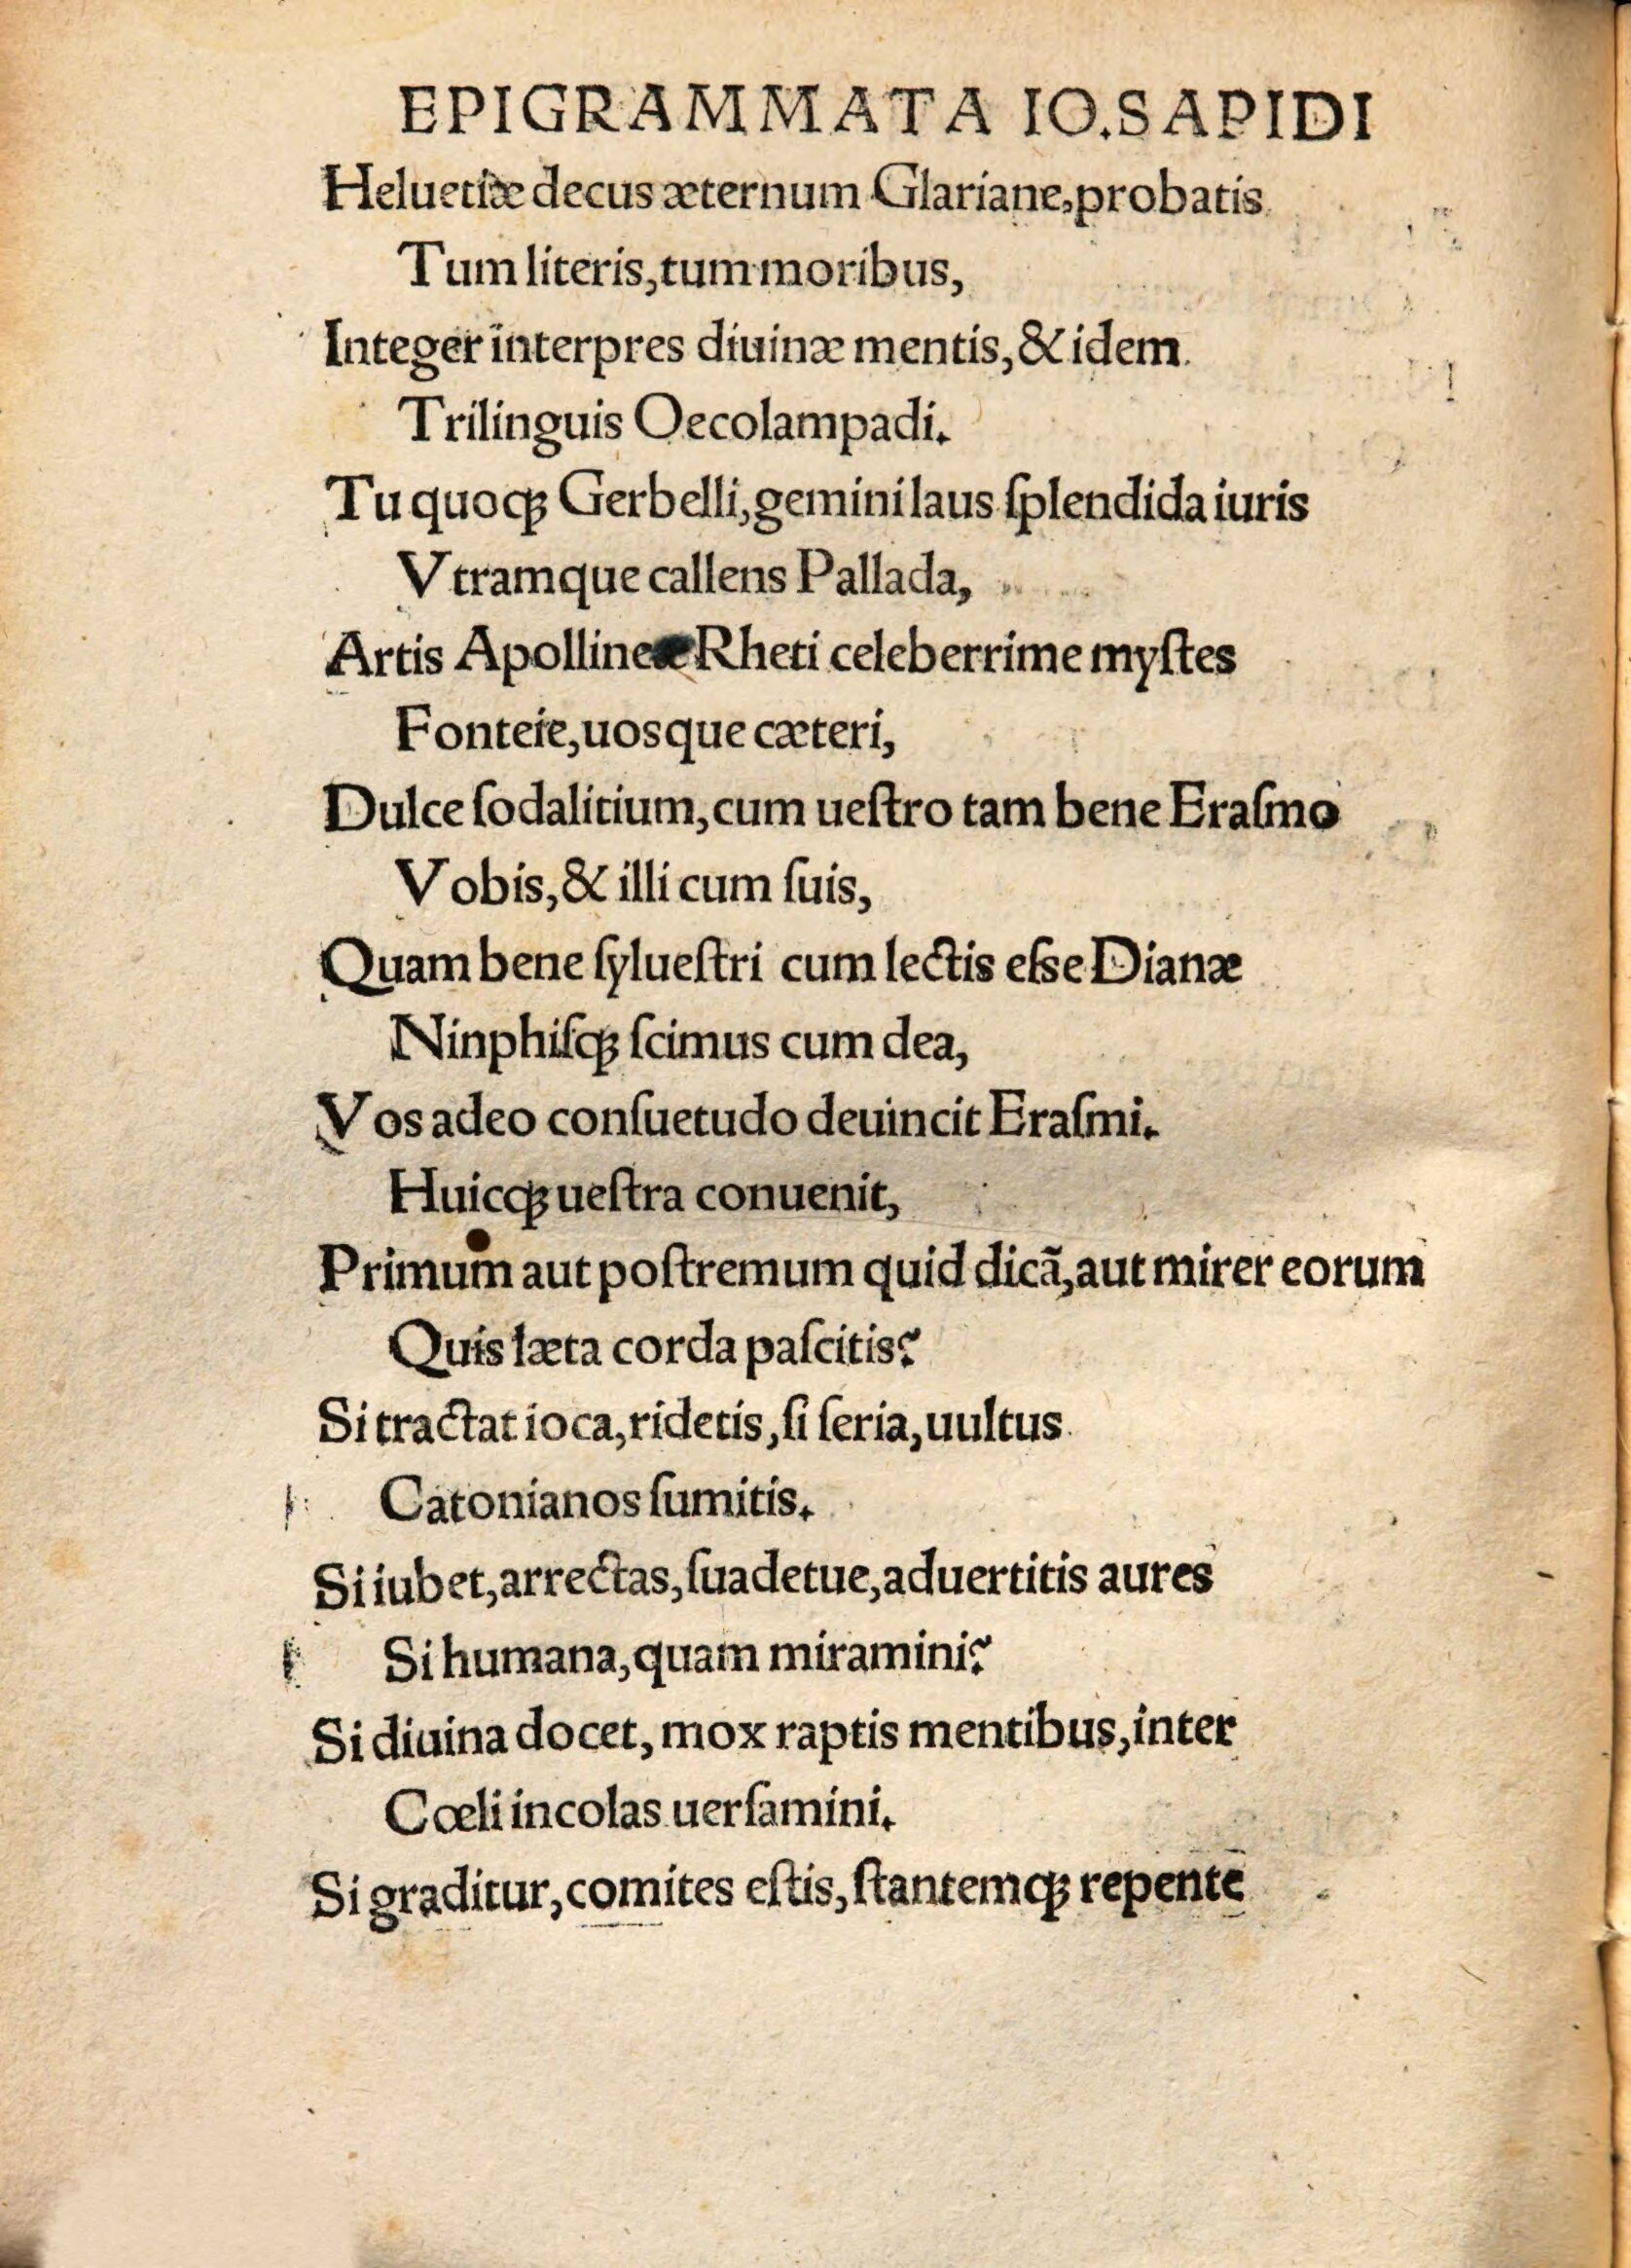 EPIGRAMMATA IO.SAPIDI
Heluetiæ decus æternum Glariane,probatis
Tum literis,tum moribus,
Integer interpres diuinæ mentis,& idem
Trilinguis Oecolampadi.
Tu quoqꝫ Gerbelli,gemini laus ſplendida iuris
Vtramque callens Pallada,
Artis Apollineæ Rheti celeberrime myſtes
Fonteie,uosque cæteri,
Dulce ſodalitium,cum ueſtro tam bene Eraſmo
Vobis,& illi cum ſuis,
Quam bene ſylueſtri cum lectis eſse Dianæ
Ninphiſqꝫ ſcimus cum dea,
Vos adeo conſuetudo deuincit Eraſmi.
Huicqꝫ ueſtra conuenit,
Primum aut poſtremum quid dicã,aut mirer eorum
Quis læta corda paſcitis?
Si tractat ioca,ridetis,ſi ſeria,uultus
Catonianos ſumitis.
Si iubet,arrectas,ſuadetue,aduertitis aures
Si humana,quam miramini?
Si diuina docet, mox raptis mentibus,inter
Cœli incolas uerſamini.
Si graditur,comites eſtis,ſtantemqꝫ repente